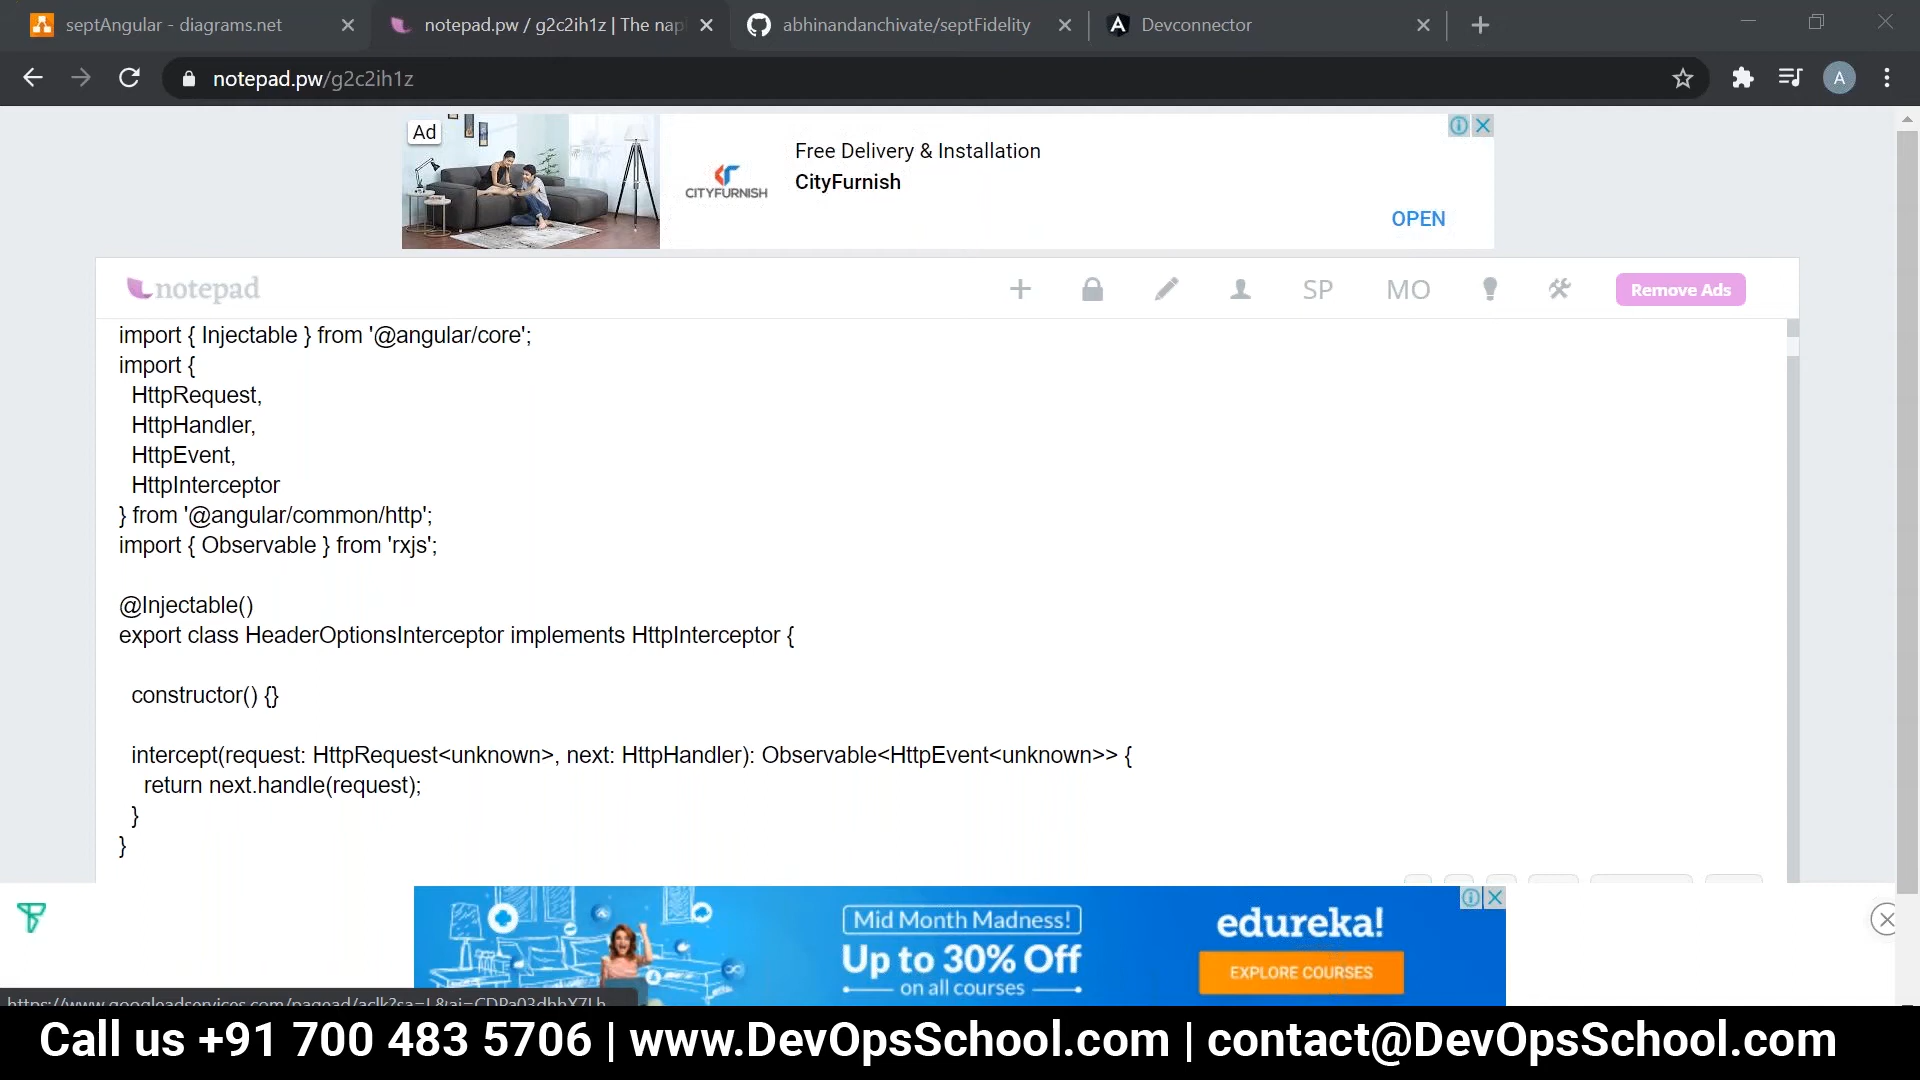 septAngular - diagrams.net
notepad.pw / g2c2ih1z | The nap
abhinandanchivate/septFidelity
Devconnector
notepad.pw/g2c2ih1z
A
Ad
CITYFURNISH
Free Delivery & Installation
CityFurnish
OPEN
notepad
SP
MO
Remove Ads
import { Injectable } from '@angular/core';
import {
HttpRequest,
HttpHandler,
HttpEvent,
HttpInterceptor
} from '@angular/common/http';
import { Observable } from 'rxjs';
@Injectable()
export class HeaderOptionsInterceptor implements HttpInterceptor {
constructor() {}
intercept(request: HttpRequest<unknown>, next: HttpHandler): Observable<HttpEvent<unknown>> {
return next.handle(request);
}
}
Mid Month Madness!
Up to 30% Off
on all courses
edureka!
EXPLORE COURSES
Call us +91 700 483 5706 | www.DevOpsSchool.com | contact@DevOpsSchool.com